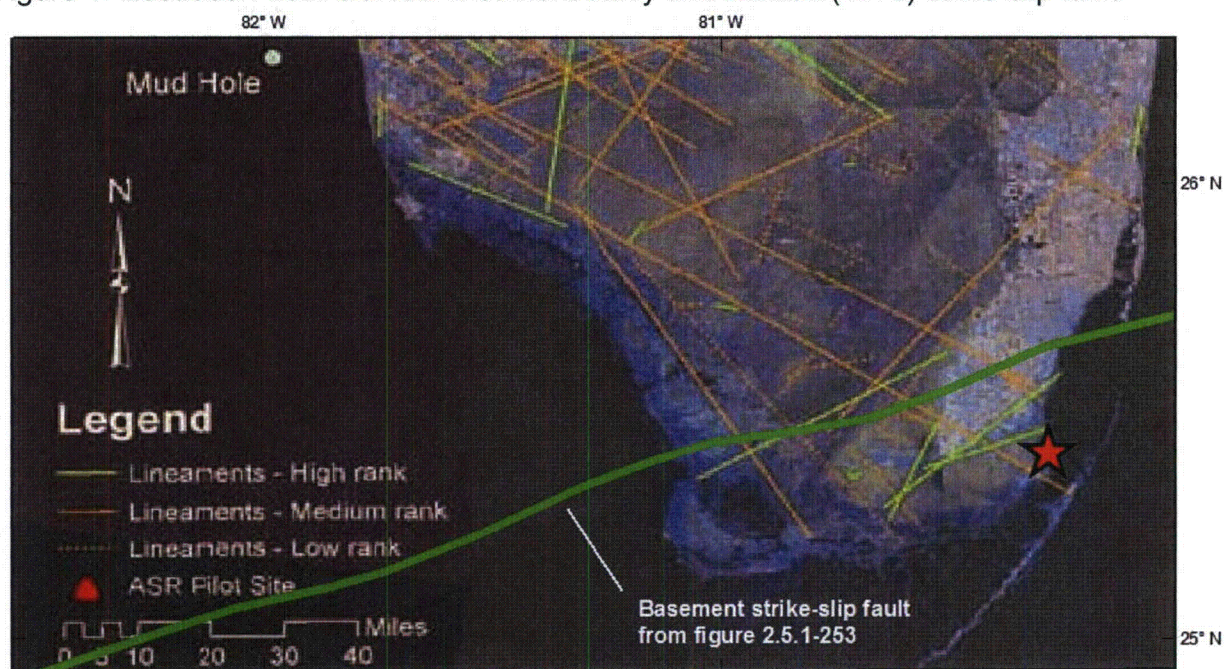 82° W
81° W
Mud Hole
N
26° N
Legend
Lineaments - High rank
Lineaments - Medium rank
Lineaments - Low rank
ASR Pilot Site
Miles
0 5 10 20 30 40
Basement strike-slip fault
from figure 2.5.1-253
25° N